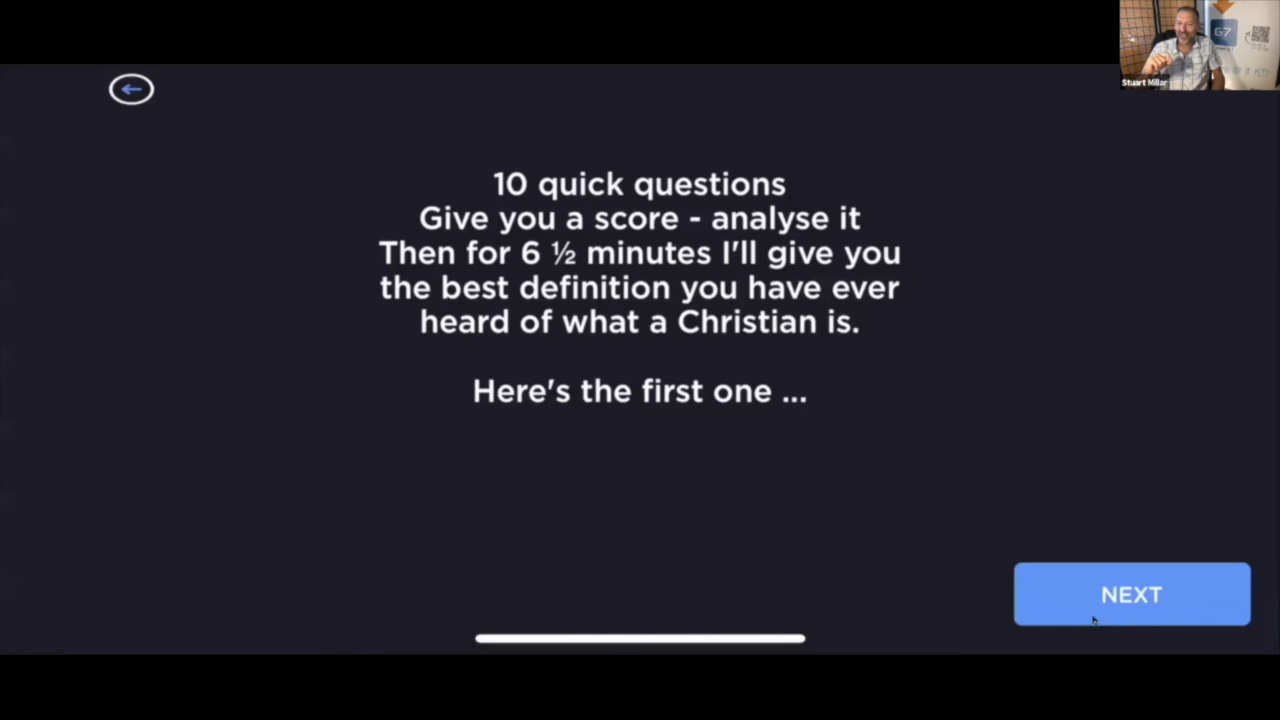 G7
Stuart Millar
10 quick questions
Give you a score - analyse it
Then for 6 ½ minutes I'll give you
the best definition you have ever
heard of what a Christian is.
Here's the first one ...
NEXT